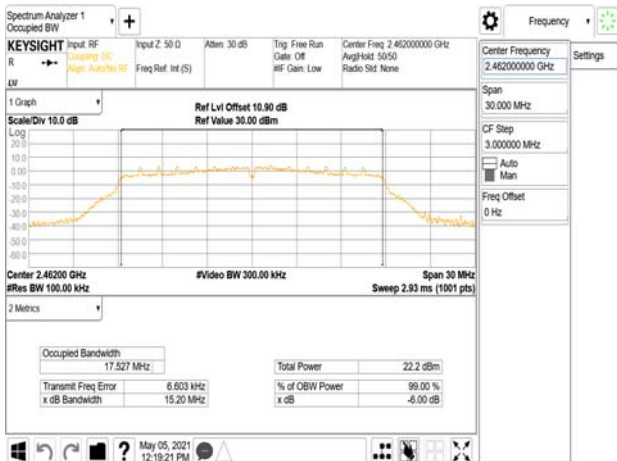 Spectrum Analyzer 1
Occupied BW
+
Frequency
KEYSIGHT
R
LVI
Input: RF
Coupling: DC
Align: Auto/No RF
Input Z: 50 Ω
Freq Ref: Int (S)
Atten: 30 dB
Trig: Free Run
Gate: Off
#IF Gain: Low
Center Freq: 2.462000000 GHz
Avg|Hold: 50/50
Radio Std: None
Center Frequency
2.462000000 GHz
Settings
Span
30.000 MHz
CF Step
3.000000 MHz
Auto
Man
Freq Offset
0 Hz
1 Graph
Scale/Div 10.0 dB
Ref Lvl Offset 10.90 dB
Ref Value 30.00 dBm
Log
20.0
10.0
0.00
-10.0
-20.0
-30.0
-40.0
-50.0
-60.0
Center 2.46200 GHz
#Res BW 100.00 kHz
#Video BW 300.00 kHz
Span 30 MHz
Sweep 2.93 ms (1001 pts)
2 Metrics
Occupied Bandwidth
17.527 MHz
Transmit Freq Error 6.603 kHz
x dB Bandwidth 15.20 MHz
Total Power 22.2 dBm
% of OBW Power 99.00 %
x dB -6.00 dB
?
May 05, 2021
12:19:21 PM